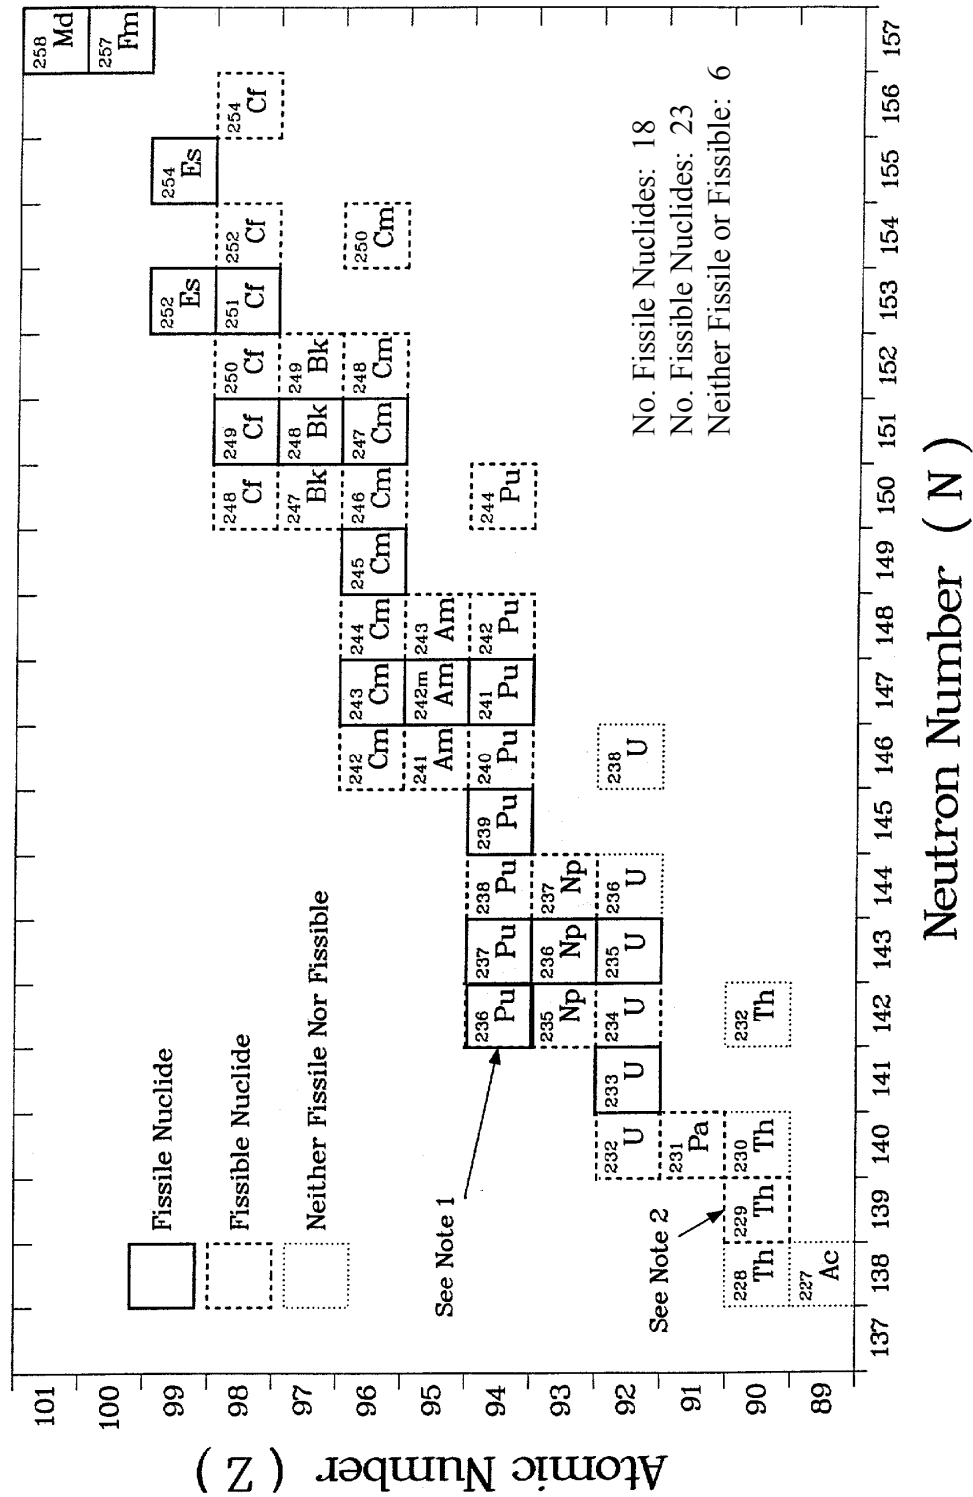 Atomic Number ( Z )
101
100
99
98
97
96
95
94
93
92
91
90
89
Fissile Nuclide
Fissible Nuclide
Neither Fissile Nor Fissible
258 Md
257 Fm
252 Es
254 Es
248 Cf
249 Cf
250 Cf
251 Cf
252 Cf
254 Cf
247 Bk
248 Bk
249 Bk
242 Cm
243 Cm
244 Cm
245 Cm
246 Cm
247 Cm
248 Cm
250 Cm
241 Am
242m Am
243 Am
See Note 1
236 Pu
237 Pu
238 Pu
239 Pu
240 Pu
241 Pu
242 Pu
244 Pu
235 Np
236 Np
237 Np
232 U
233 U
234 U
235 U
236 U
238 U
231 Pa
See Note 2
228 Th
229 Th
230 Th
232 Th
227 Ac
No. Fissile Nuclides: 18
No. Fissible Nuclides: 23
Neither Fissile or Fissible: 6
137 138 139 140 141 142 143 144 145 146 147 148 149 150 151 152 153 154 155 156 157
Neutron Number ( N )